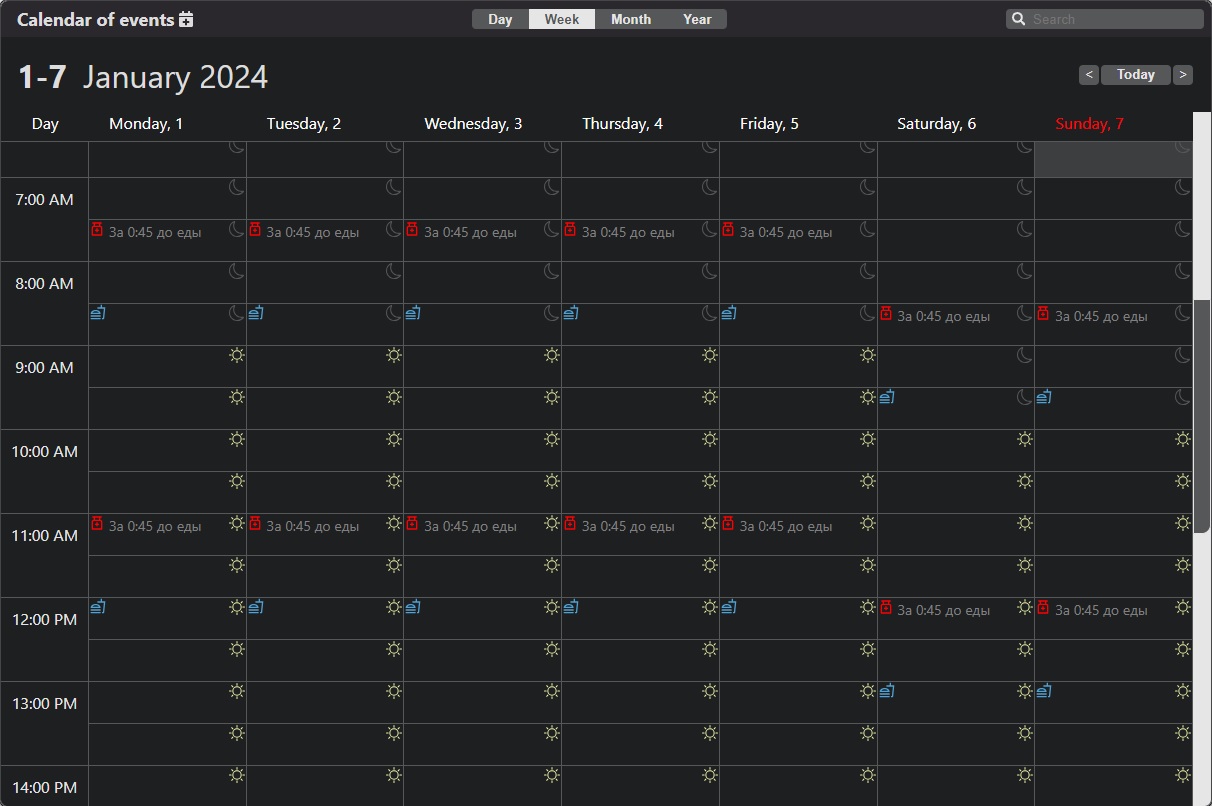 Calendar of events
Day Week Month Year
Search
1-7 January 2024
< Today >
Day Monday, 1 Tuesday, 2 Wednesday, 3 Thursday, 4 Friday, 5 Saturday, 6 Sunday, 7
7:00 AM
За 0:45 до еды За 0:45 до еды За 0:45 до еды За 0:45 до еды За 0:45 до еды
8:00 AM
За 0:45 до еды За 0:45 до еды
9:00 AM
10:00 AM
За 0:45 до еды За 0:45 до еды За 0:45 до еды За 0:45 до еды За 0:45 до еды
11:00 AM
За 0:45 до еды За 0:45 до еды
12:00 PM
13:00 PM
14:00 PM